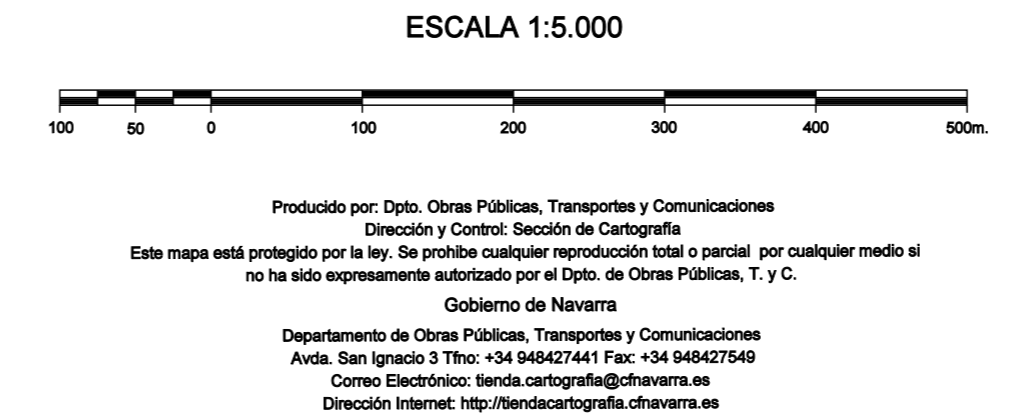 ESCALA 1:5.000
100 50 0 100 200 300 400 500m.
Producido por: Dpto. Obras Públicas, Transportes y Comunicaciones
Dirección y Control: Sección de Cartografía
Este mapa está protegido por la ley. Se prohibe cualquier reproducción total o parcial por cualquier medio si
no ha sido expresamente autorizado por el Dpto. de Obras Públicas, T. y C.
Gobierno de Navarra
Departamento de Obras Públicas, Transportes y Comunicaciones
Avda. San Ignacio 3 Tfno: +34 948427441 Fax: +34 948427549
Correo Electrónico: tienda.cartografia@cfnavarra.es
Dirección Internet: http://tiendacartografia.cfnavarra.es